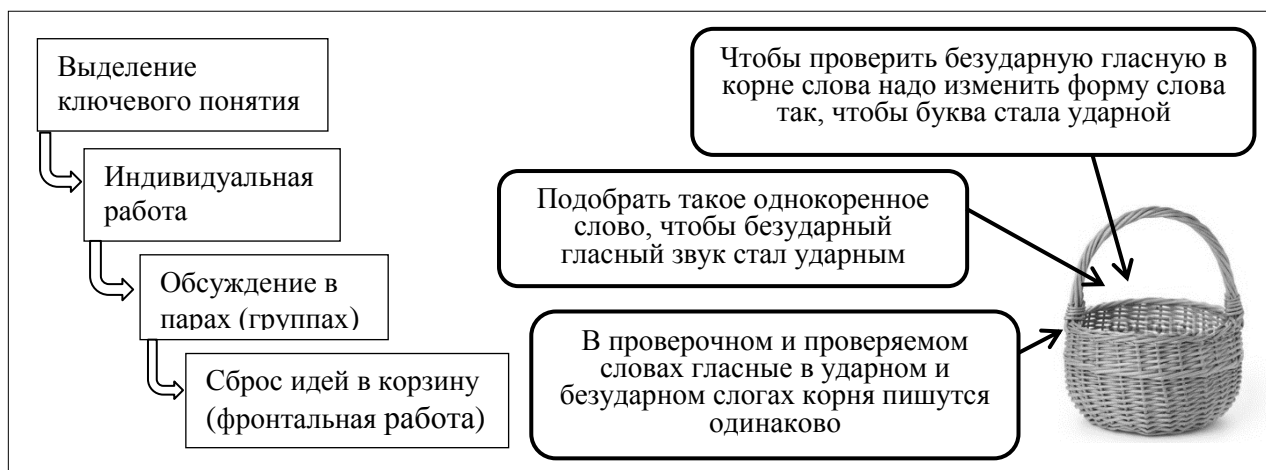 Выделение
ключевого понятия
Индивидуальная
работа
Обсуждение в
парах (группах)
Сброс идей в корзину
(фронтальная работа)
Чтобы проверить безударную гласную в
корне слова надо изменить форму слова
так, чтобы буква стала ударной
Подобрать такое однокоренное
слово, чтобы безударный
гласный звук стал ударным
В проверочном и проверяемом
словах гласные в ударном и
безударном слогах корня пишутся
одинаково